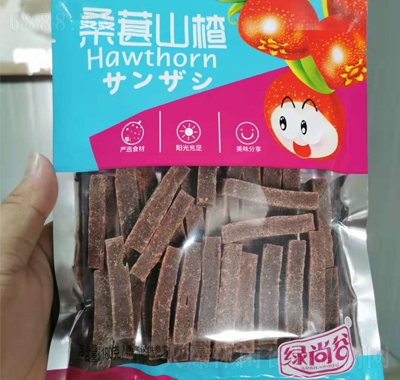 桑葚山楂
Hawthorn
サンザシ
严选食材
阳光充足
美味分享
绿尚谷